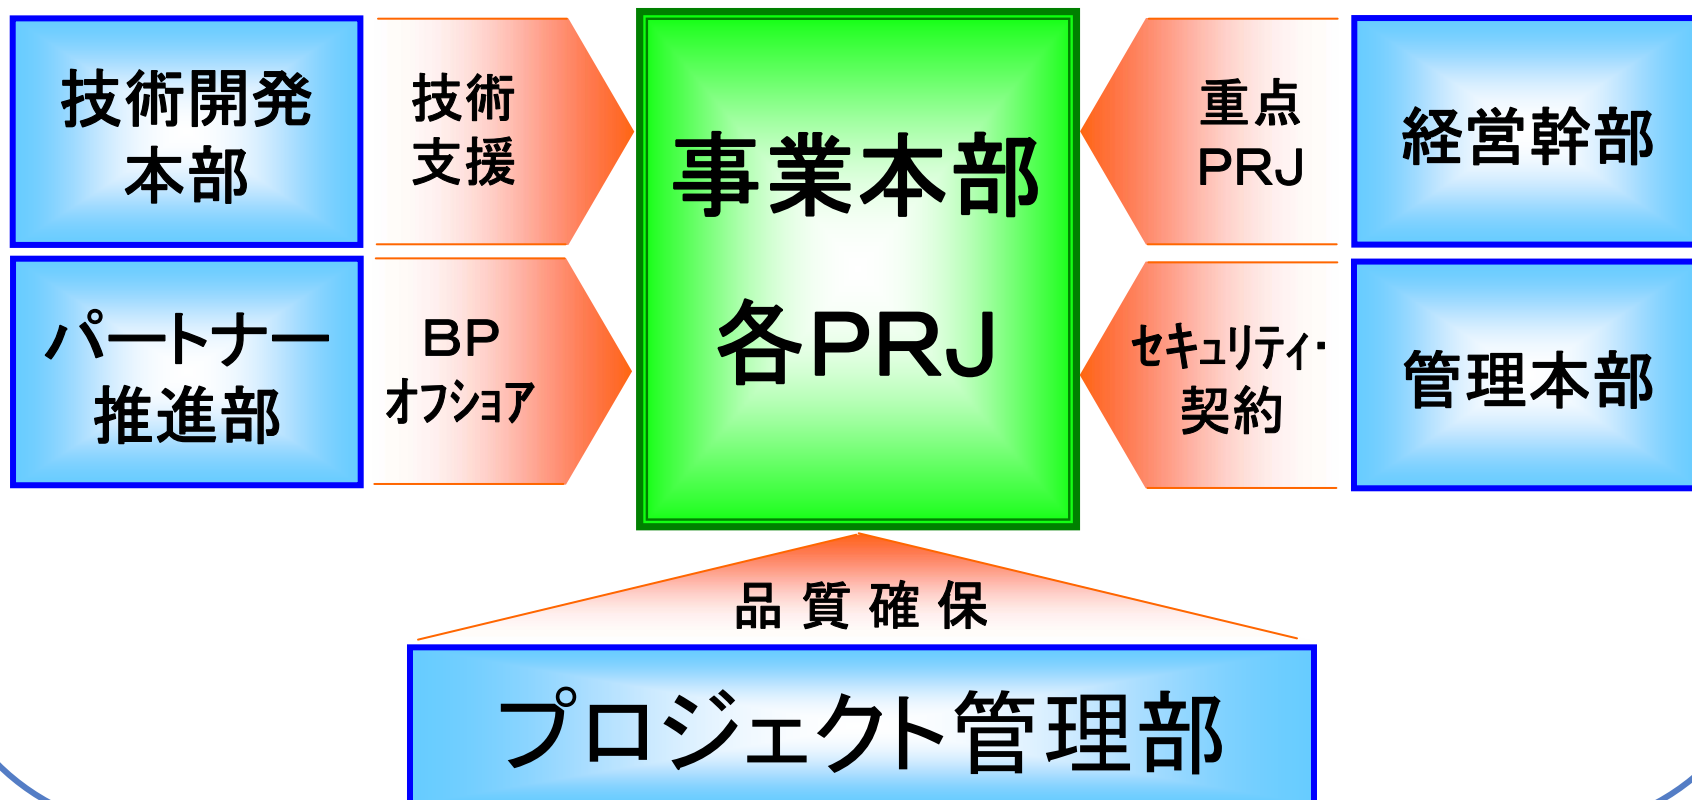 技術開発
本部
技術
支援
事業本部
各PRJ
重点
PRJ
経営幹部
パートナー
推進部
BP
オフショア
セキュリティ・
契約
管理本部
品質確保
プロジェクト管理部